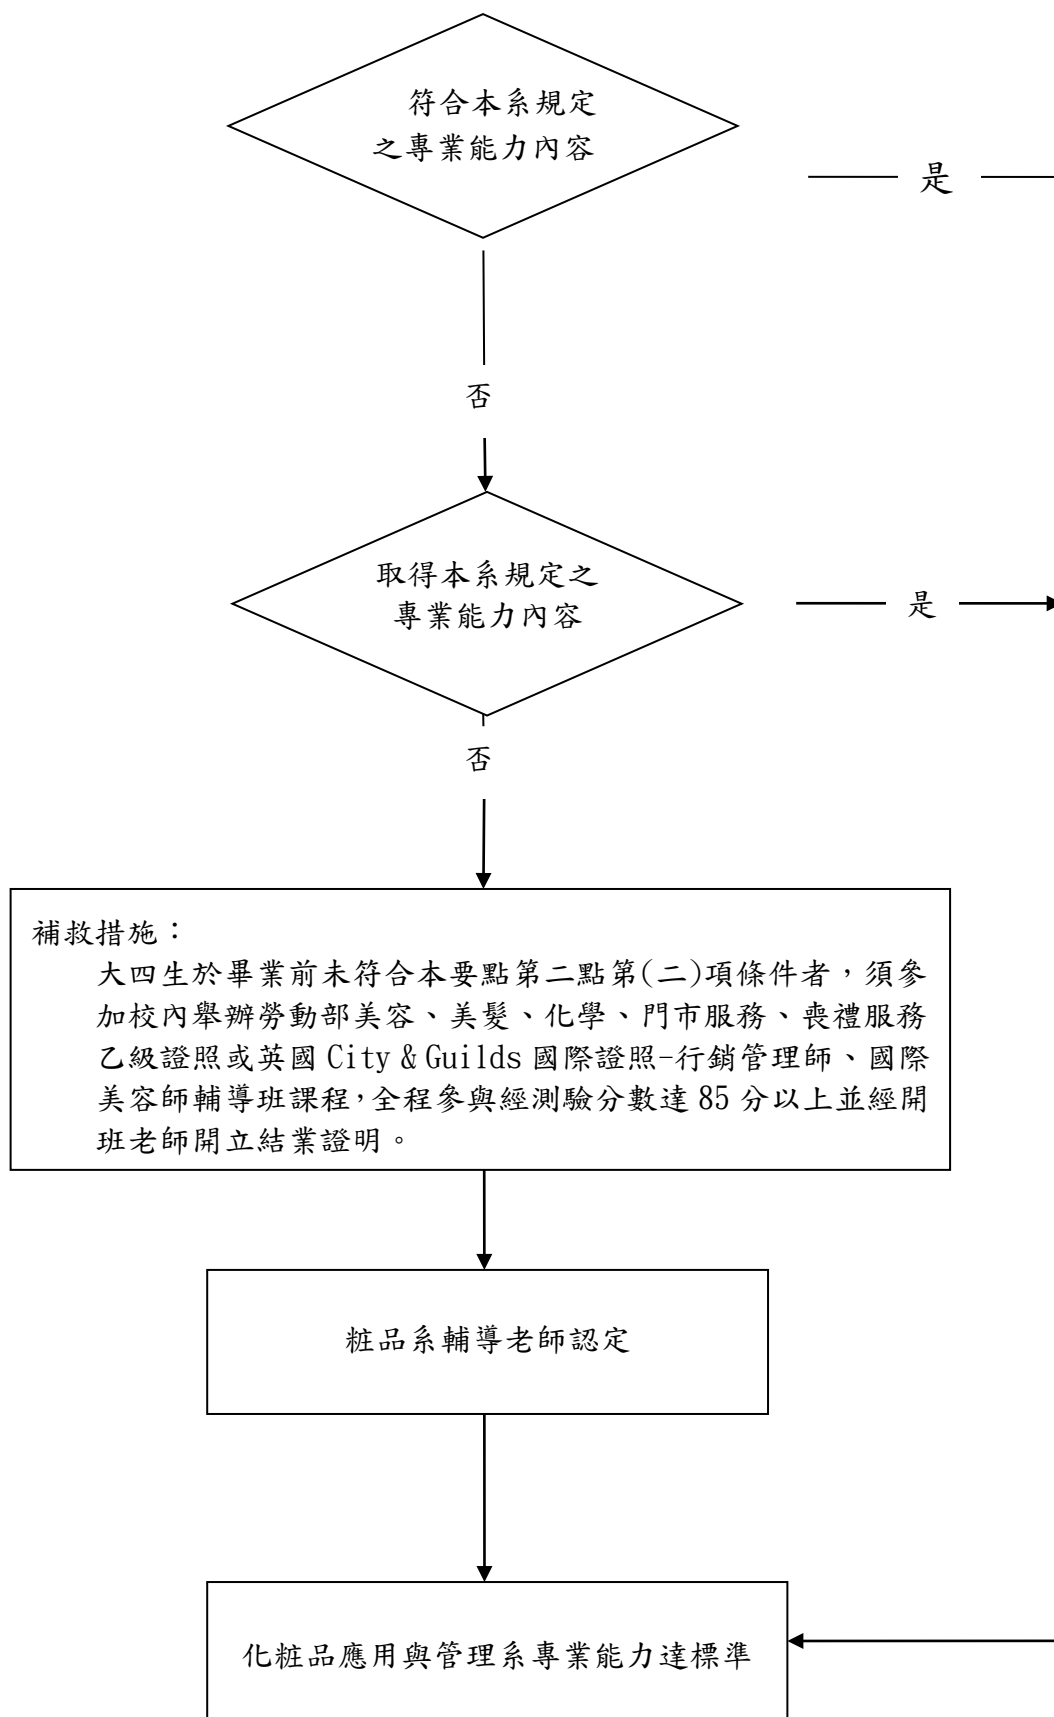 符合本系規定
之專業能力內容
是
否
取得本系規定之
專業能力內容
是
否
補救措施：
大四生於畢業前未符合本要點第二點第(二)項條件者，須參
加校內舉辦勞動部美容、美髮、化學、門市服務、喪禮服務
乙級證照或英國 City & Guilds 國際證照-行銷管理師、國際
美容師輔導班課程,全程參與經測驗分數達 85 分以上並經開
班老師開立結業證明。
粧品系輔導老師認定
化粧品應用與管理系專業能力達標準